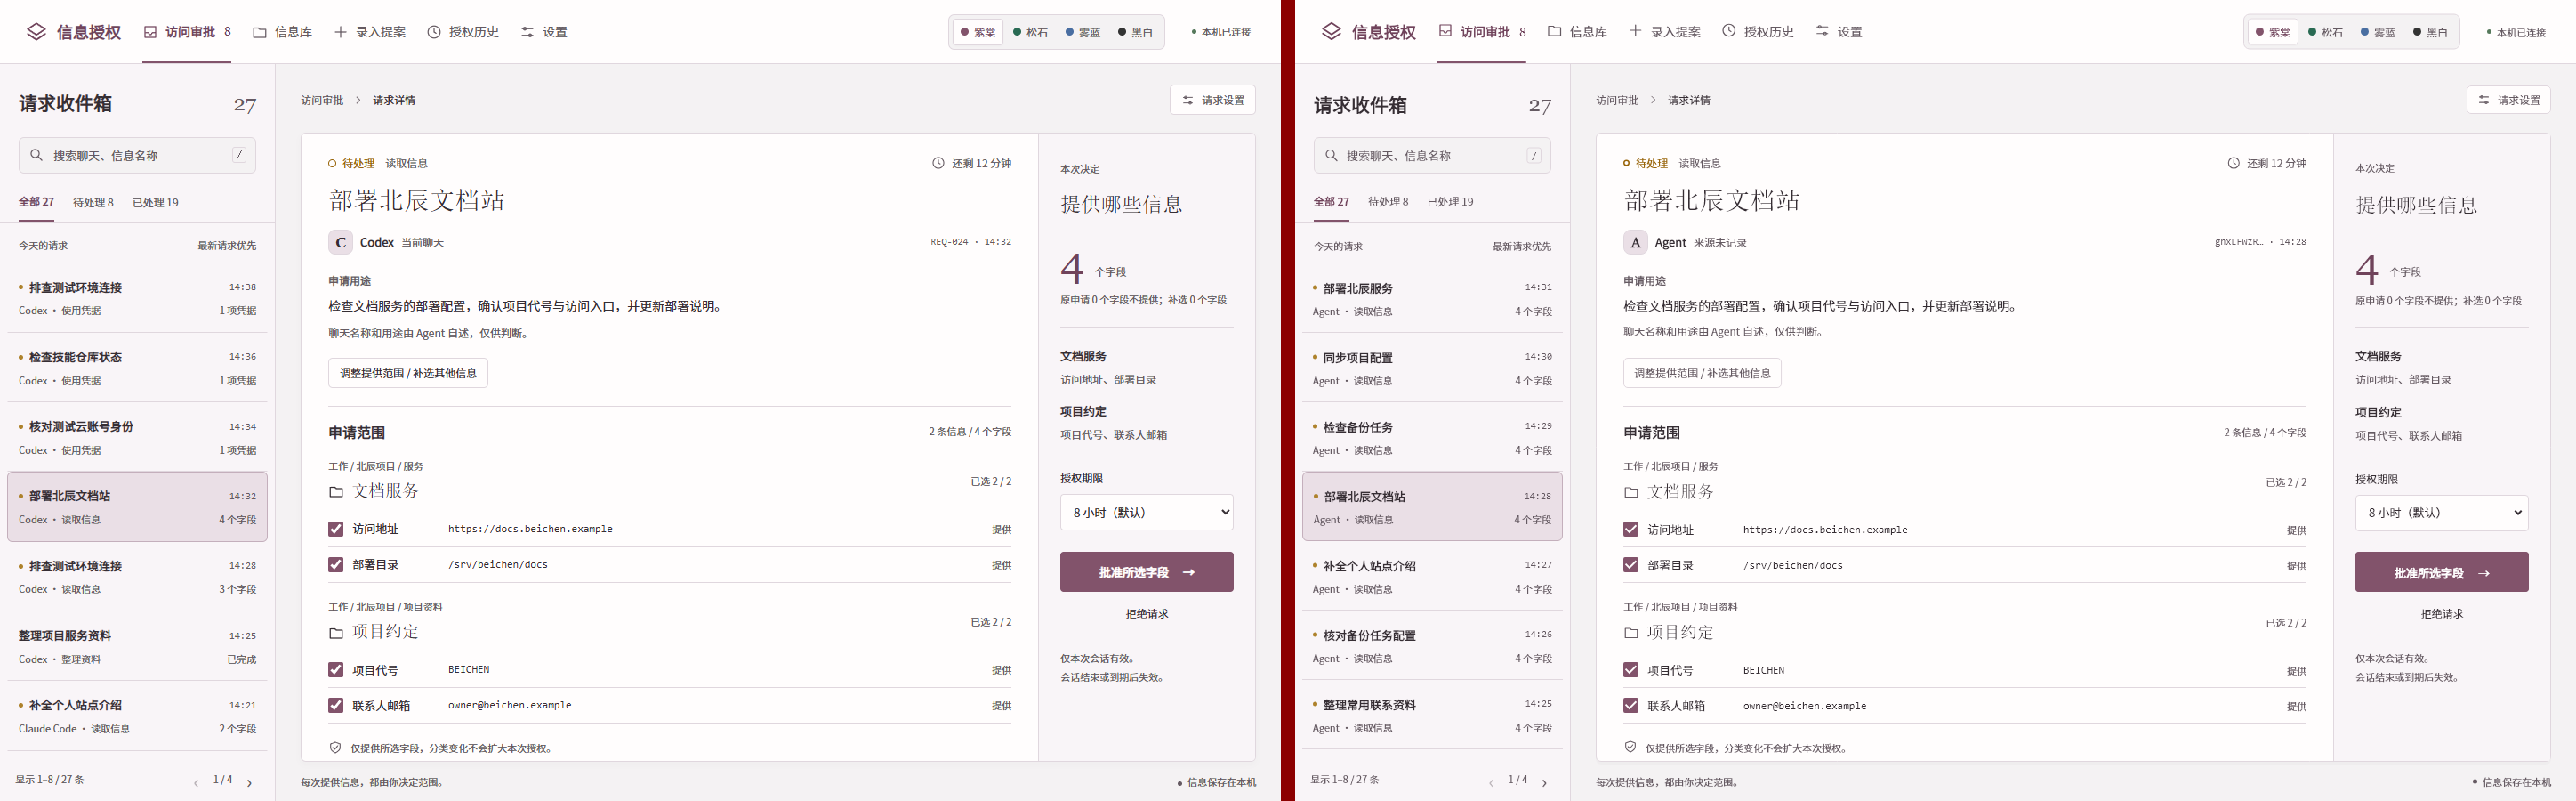 信息授权 访问审批 8 信息库 录入提案 授权历史 设置 紫棠 松石 雾蓝 黑白 本机已连接
请求收件箱 27
搜索聊天、信息名称 /
全部 27 待处理 8 已处理 19
今天的请求 最新请求优先
排查测试环境连接 14:38
Codex · 使用凭据 1 项凭据
检查技能仓库状态 14:36
Codex · 使用凭据 1 项凭据
核对测试云账号身份 14:34
Codex · 使用凭据 1 项凭据
部署北辰文档站 14:32
Codex · 读取信息 4 个字段
排查测试环境连接 14:28
Codex · 读取信息 3 个字段
整理项目服务资料 14:25
Codex · 整理资料 已完成
补全个人站点介绍 14:21
Claude Code · 读取信息 2 个字段
显示 1–8 / 27 条 ‹ 1 / 4 ›
访问审批 > 请求详情 请求设置
待处理 读取信息 还剩 12 分钟
部署北辰文档站
C Codex 当前聊天 REQ-024 · 14:32
申请用途
检查文档服务的部署配置，确认项目代号与访问入口，并更新部署说明。
聊天名称和用途由 Agent 自述，仅供判断。
调整提供范围 / 补选其他信息
申请范围 2 条信息 / 4 个字段
工作 / 北辰项目 / 服务
文档服务 已选 2 / 2
访问地址 https://docs.beichen.example 提供
部署目录 /srv/beichen/docs 提供
工作 / 北辰项目 / 项目资料
项目约定 已选 2 / 2
项目代号 BEICHEN 提供
联系人邮箱 owner@beichen.example 提供
仅提供所选字段，分类变化不会扩大本次授权。
本次决定
提供哪些信息
4 个字段
原申请 0 个字段不提供；补选 0 个字段
文档服务
访问地址、部署目录
项目约定
项目代号、联系人邮箱
授权期限
8 小时（默认）
批准所选字段 →
拒绝请求
仅本次会话有效。
会话结束或到期后失效。
每次提供信息，都由你决定范围。 信息保存在本机
信息授权 访问审批 8 信息库 录入提案 授权历史 设置 紫棠 松石 雾蓝 黑白 本机已连接
请求收件箱 27
搜索聊天、信息名称 /
全部 27 待处理 8 已处理 19
今天的请求 最新请求优先
部署北辰服务 14:31
Agent · 读取信息 4 个字段
同步项目配置 14:30
Agent · 读取信息 4 个字段
检查备份任务 14:29
Agent · 读取信息 4 个字段
部署北辰文档站 14:28
Agent · 读取信息 4 个字段
补全个人站点介绍 14:27
Agent · 读取信息 4 个字段
核对备份任务配置 14:26
Agent · 读取信息 4 个字段
整理常用联系资料 14:25
Agent · 读取信息 4 个字段
显示 1–8 / 27 条 ‹ 1 / 4 ›
访问审批 > 请求详情 请求设置
待处理 读取信息 还剩 12 分钟
部署北辰文档站
A Agent 来源未记录 gnxLFWzR… · 14:28
申请用途
检查文档服务的部署配置，确认项目代号与访问入口，并更新部署说明。
聊天名称和用途由 Agent 自述，仅供判断。
调整提供范围 / 补选其他信息
申请范围 2 条信息 / 4 个字段
工作 / 北辰项目 / 服务
文档服务 已选 2 / 2
访问地址 https://docs.beichen.example 提供
部署目录 /srv/beichen/docs 提供
工作 / 北辰项目 / 项目资料
项目约定 已选 2 / 2
项目代号 BEICHEN 提供
联系人邮箱 owner@beichen.example 提供
仅提供所选字段，分类变化不会扩大本次授权。
本次决定
提供哪些信息
4 个字段
原申请 0 个字段不提供；补选 0 个字段
文档服务
访问地址、部署目录
项目约定
项目代号、联系人邮箱
授权期限
8 小时（默认）
批准所选字段 →
拒绝请求
仅本次会话有效。
会话结束或到期后失效。
每次提供信息，都由你决定范围。 信息保存在本机